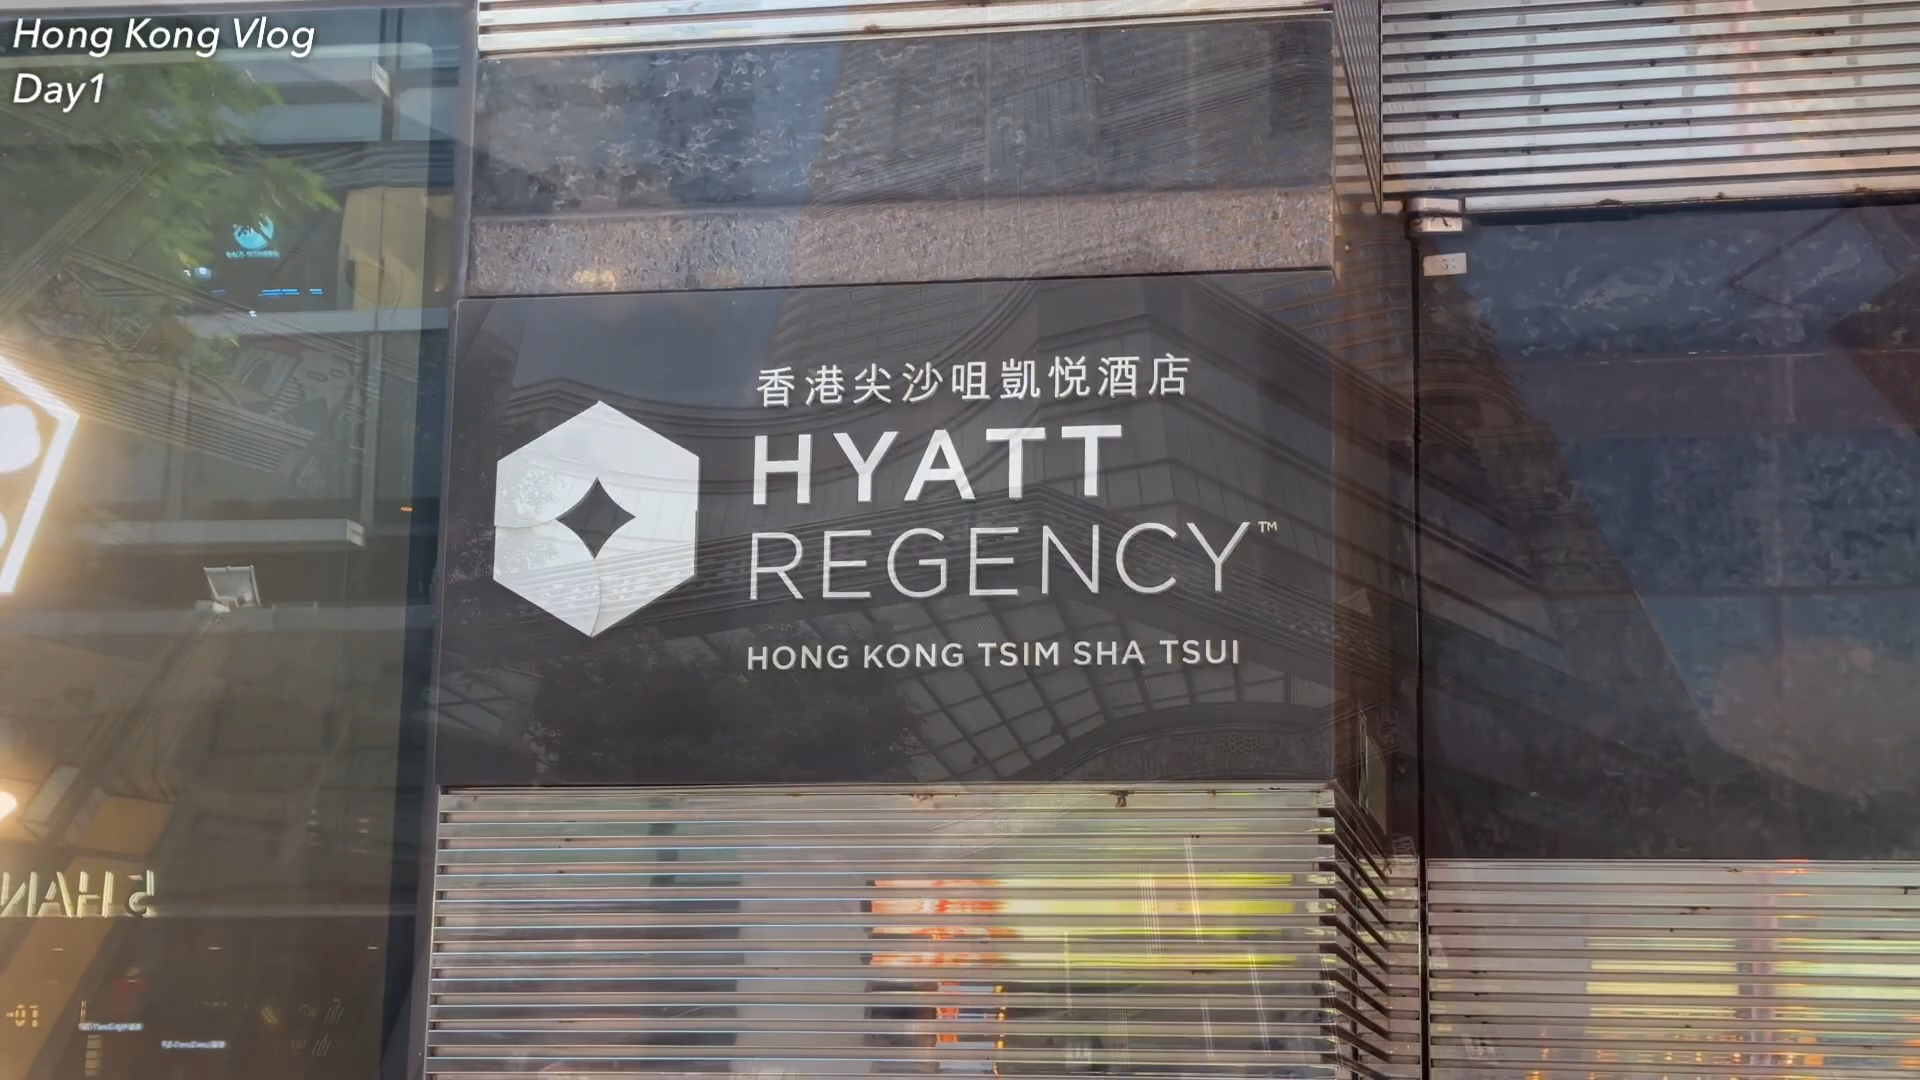 Hong Kong Vlog
Day1
香港尖沙咀凱悅酒店
HYATT
REGENCY™
HONG KONG TSIM SHA TSUI